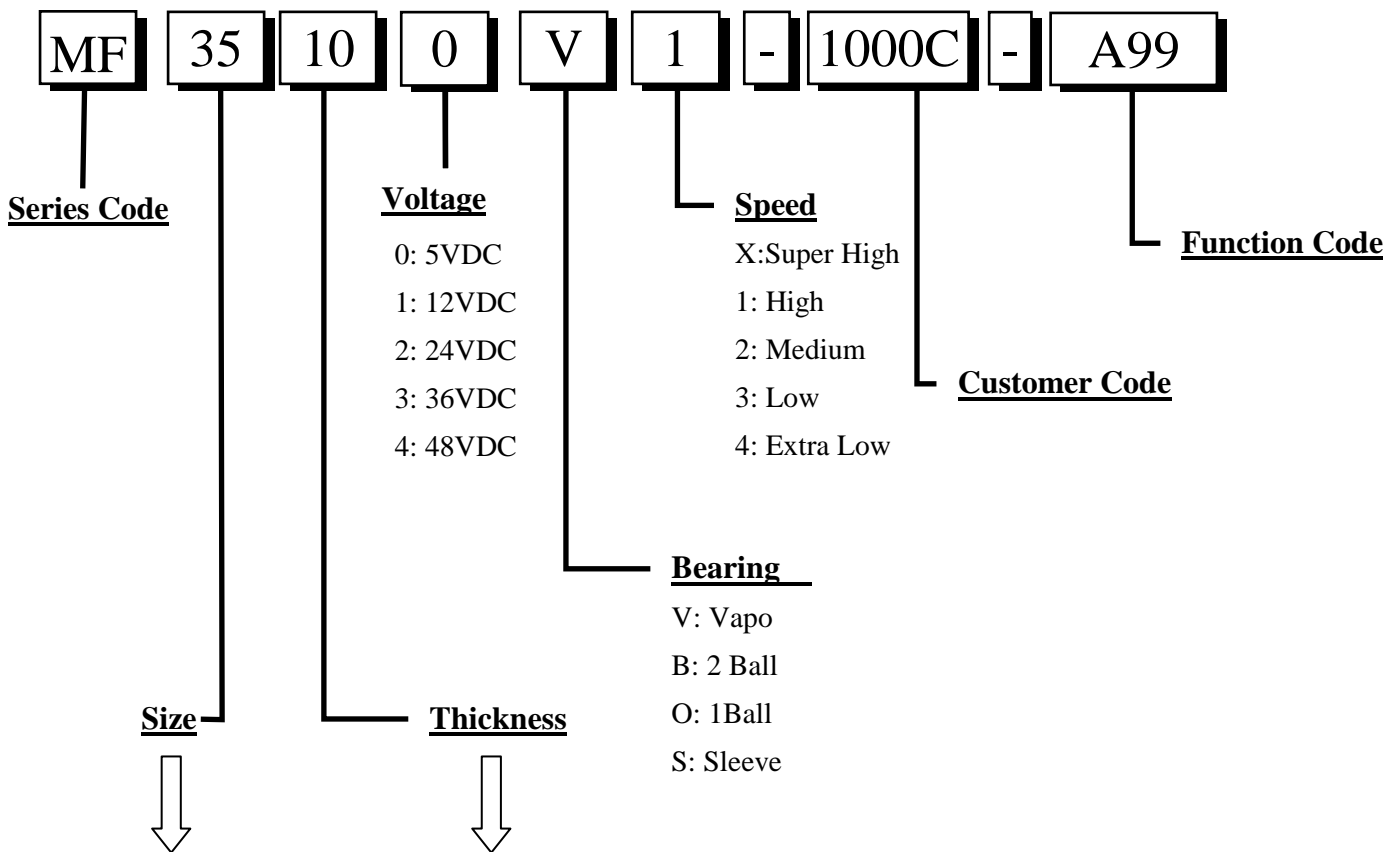 MF 35 10 0 V 1 - 1000C - A99
Series Code
Voltage
0: 5VDC
1: 12VDC
2: 24VDC
3: 36VDC
4: 48VDC
Speed
X:Super High
1: High
2: Medium
3: Low
4: Extra Low
Function Code
Customer Code
Bearing
V: Vapo
B: 2 Ball
O: 1Ball
S: Sleeve
Size
Thickness